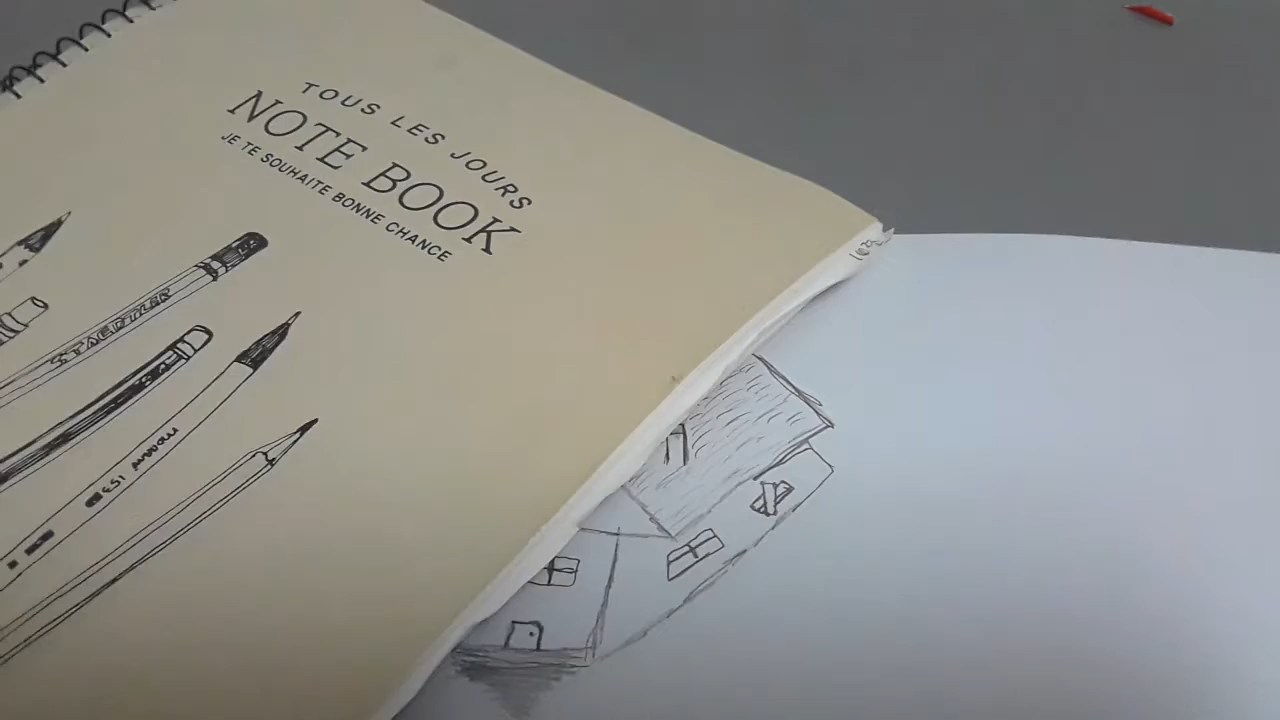 TOUS LES JOURS
NOTE BOOK
JE TE SOUHAITE BONNE CHANCE
STAEDTLER